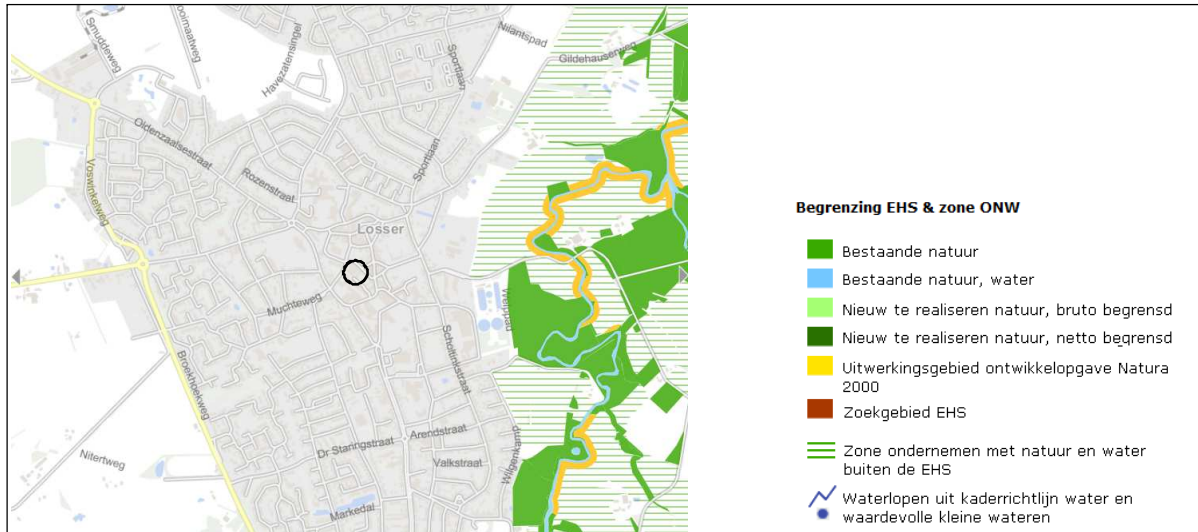 Smuddeweg
Gooimaatweg
Havezatensingel
Sportlaan
Nilantspad
Gildehauserweg
Oldenzaalsestraat
Rozenstraat
Sportlaan
Voswinkelweg
Losser
Muchteweg
Welppad
Scholtinkstraat
Broekhoekweg
Dr Staringstraat
Arendstraat
Valkstraat
Wilgenkamp
Nitertweg
Markedal
Begrenzing EHS & zone ONW
Bestaande natuur
Bestaande natuur, water
Nieuw te realiseren natuur, bruto begrensd
Nieuw te realiseren natuur, netto begrensd
Uitwerkingsgebied ontwikkelopgave Natura
2000
Zoekgebied EHS
Zone ondernemen met natuur en water
buiten de EHS
Waterlopen uit kaderrichtlijn water en
waardevolle kleine wateren